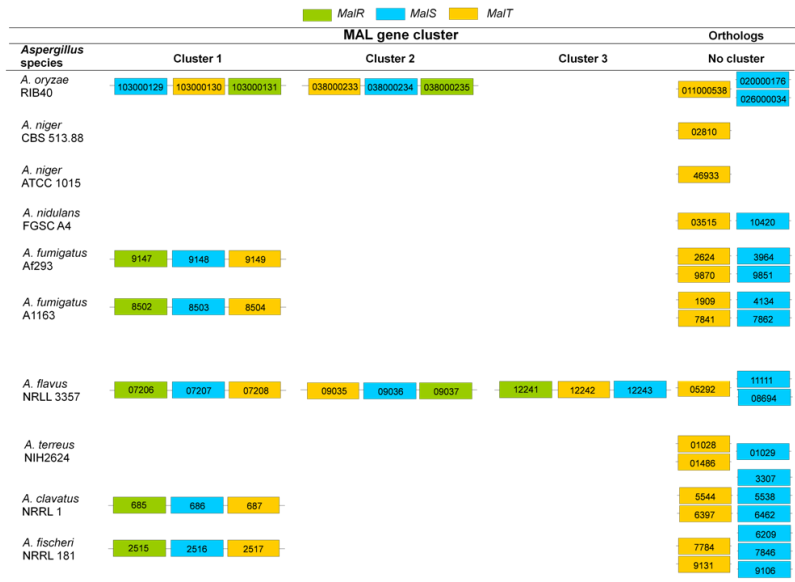 MalR MalS MalT
MAL gene cluster Orthologs
Aspergillus
species Cluster 1 Cluster 2 Cluster 3 No cluster
A. oryzae
RIB40 103000129 103000130 103000131 038000233 038000234 038000235 011000538 020000176
026000034
A. niger
CBS 513.88 02810
A. niger
ATCC 1015 46933
A. nidulans
FGSC A4 03515 10420
A. fumigatus
Af293 9147 9148 9149 2624 3964
9870 9851
A. fumigatus
A1163 8502 8503 8504 1909 4134
7841 7862
A. flavus
NRLL 3357 07206 07207 07208 09035 09036 09037 12241 12242 12243 05292 11111
08694
A. terreus
NIH2624 01028 01029
01486
3307
A. clavatus
NRRL 1 685 686 687 5544 5538
6397 6462
6209
A. fischeri
NRRL 181 2515 2516 2517 7784 7846
9131 9106